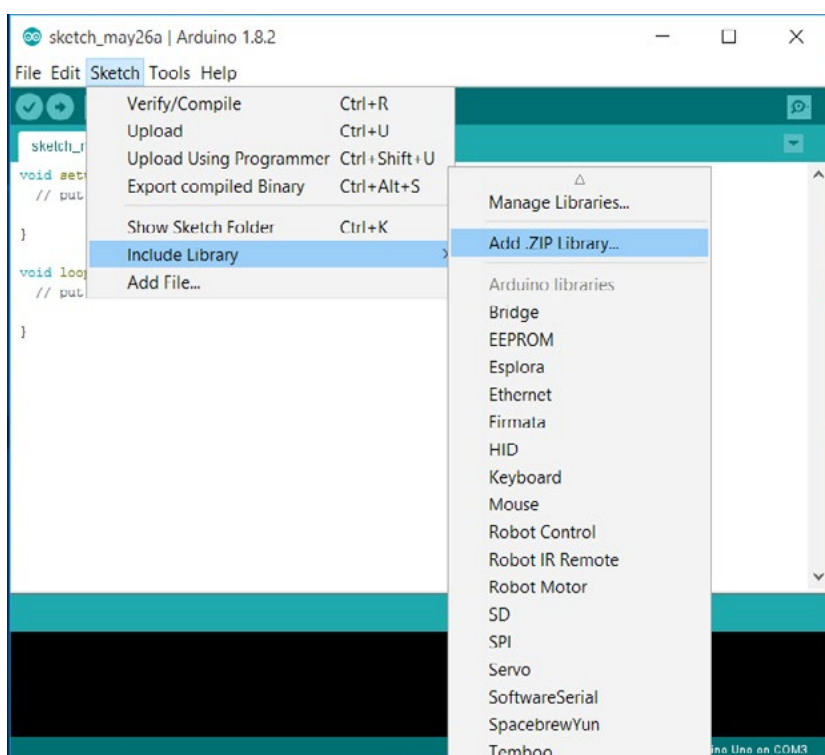 sketch_may26a | Arduino 1.8.2
File Edit Sketch Tools Help
Verify/Compile Ctrl+R
Upload Ctrl+U
Upload Using Programmer Ctrl+Shift+U
Export compiled Binary Ctrl+Alt+S
Show Sketch Folder Ctrl+K
Include Library
Add File...
void
// put
}
void
// put
}
Manage Libraries...
Add .ZIP Library...
Arduino libraries
Bridge
EEPROM
Esplora
Ethernet
Firmata
HID
Keyboard
Mouse
Robot Control
Robot IR Remote
Robot Motor
SD
SPI
Servo
SoftwareSerial
SpacebrewYun
Temboo
Uno on COM3